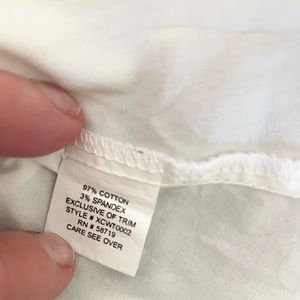 97% COTTON
3% SPANDEX
EXCLUSIVE OF TRIM
STYLE # XCWT0002
RN # 58719
CARE SEE OVER